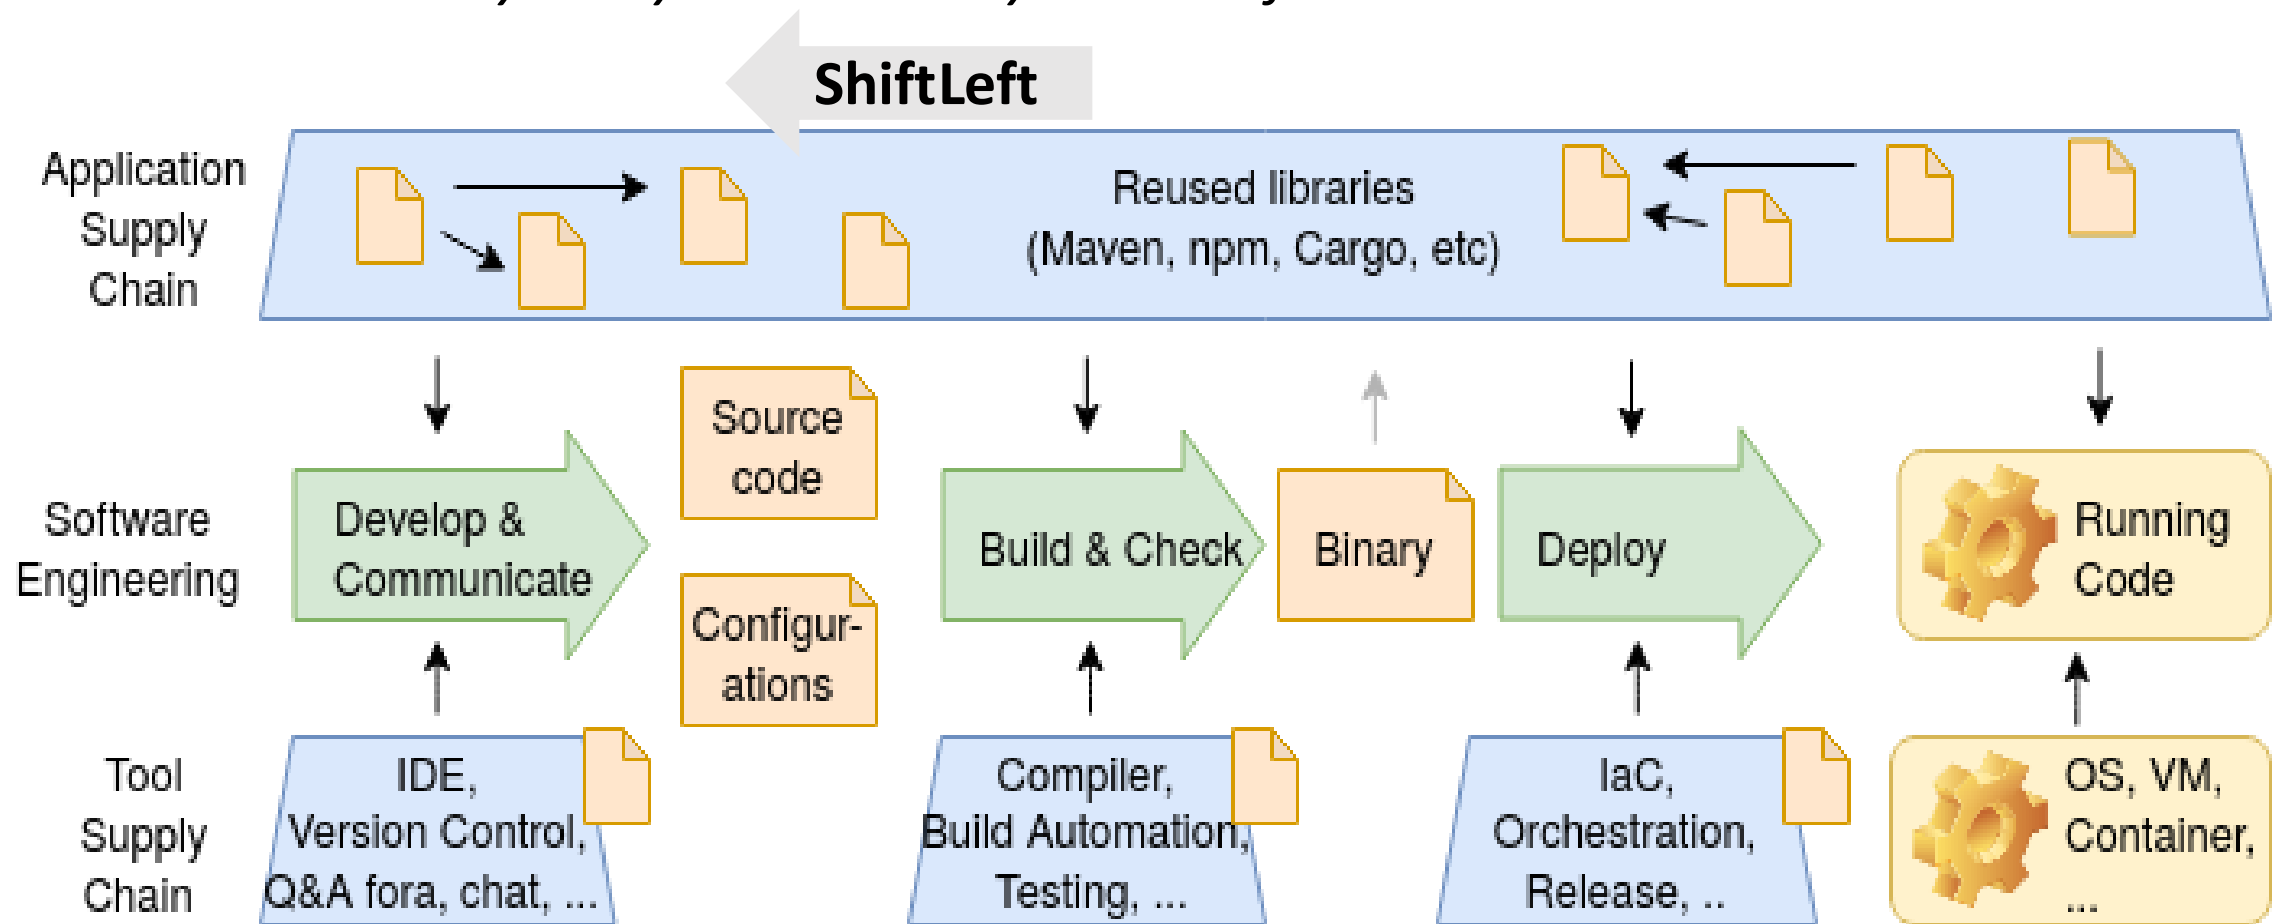 ShiftLeft
Application
Supply
Chain
Reused libraries
(Maven, npm, Cargo, etc)
Software
Engineering
Develop &
Communicate
Source
code
Configur-
ations
Build & Check
Binary
Deploy
Running
Code
Tool
Supply
Chain
IDE,
Version Control,
Q&A fora, chat, ...
Compiler,
Build Automation,
Testing, ...
IaC,
Orchestration,
Release, ..
OS, VM,
Container,
...